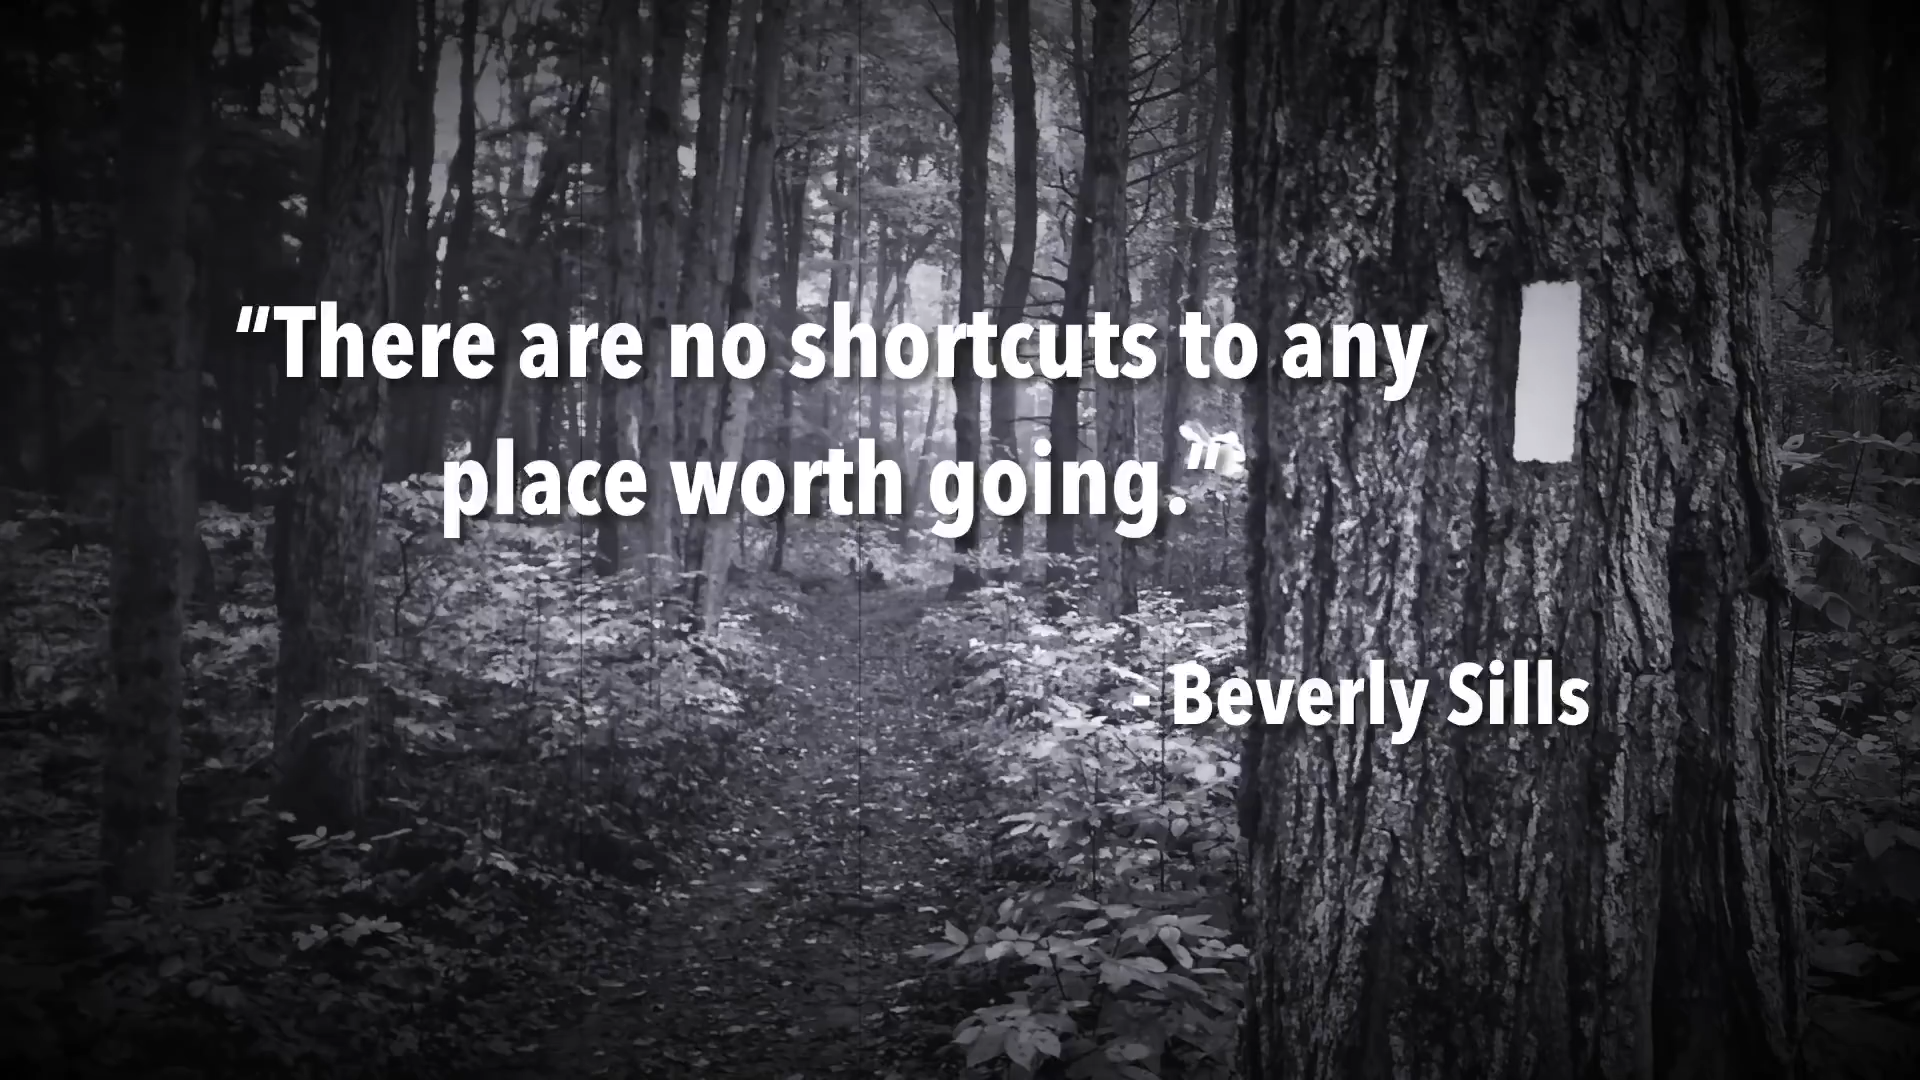 “There are no shortcuts to any
place worth going.”
- Beverly Sills